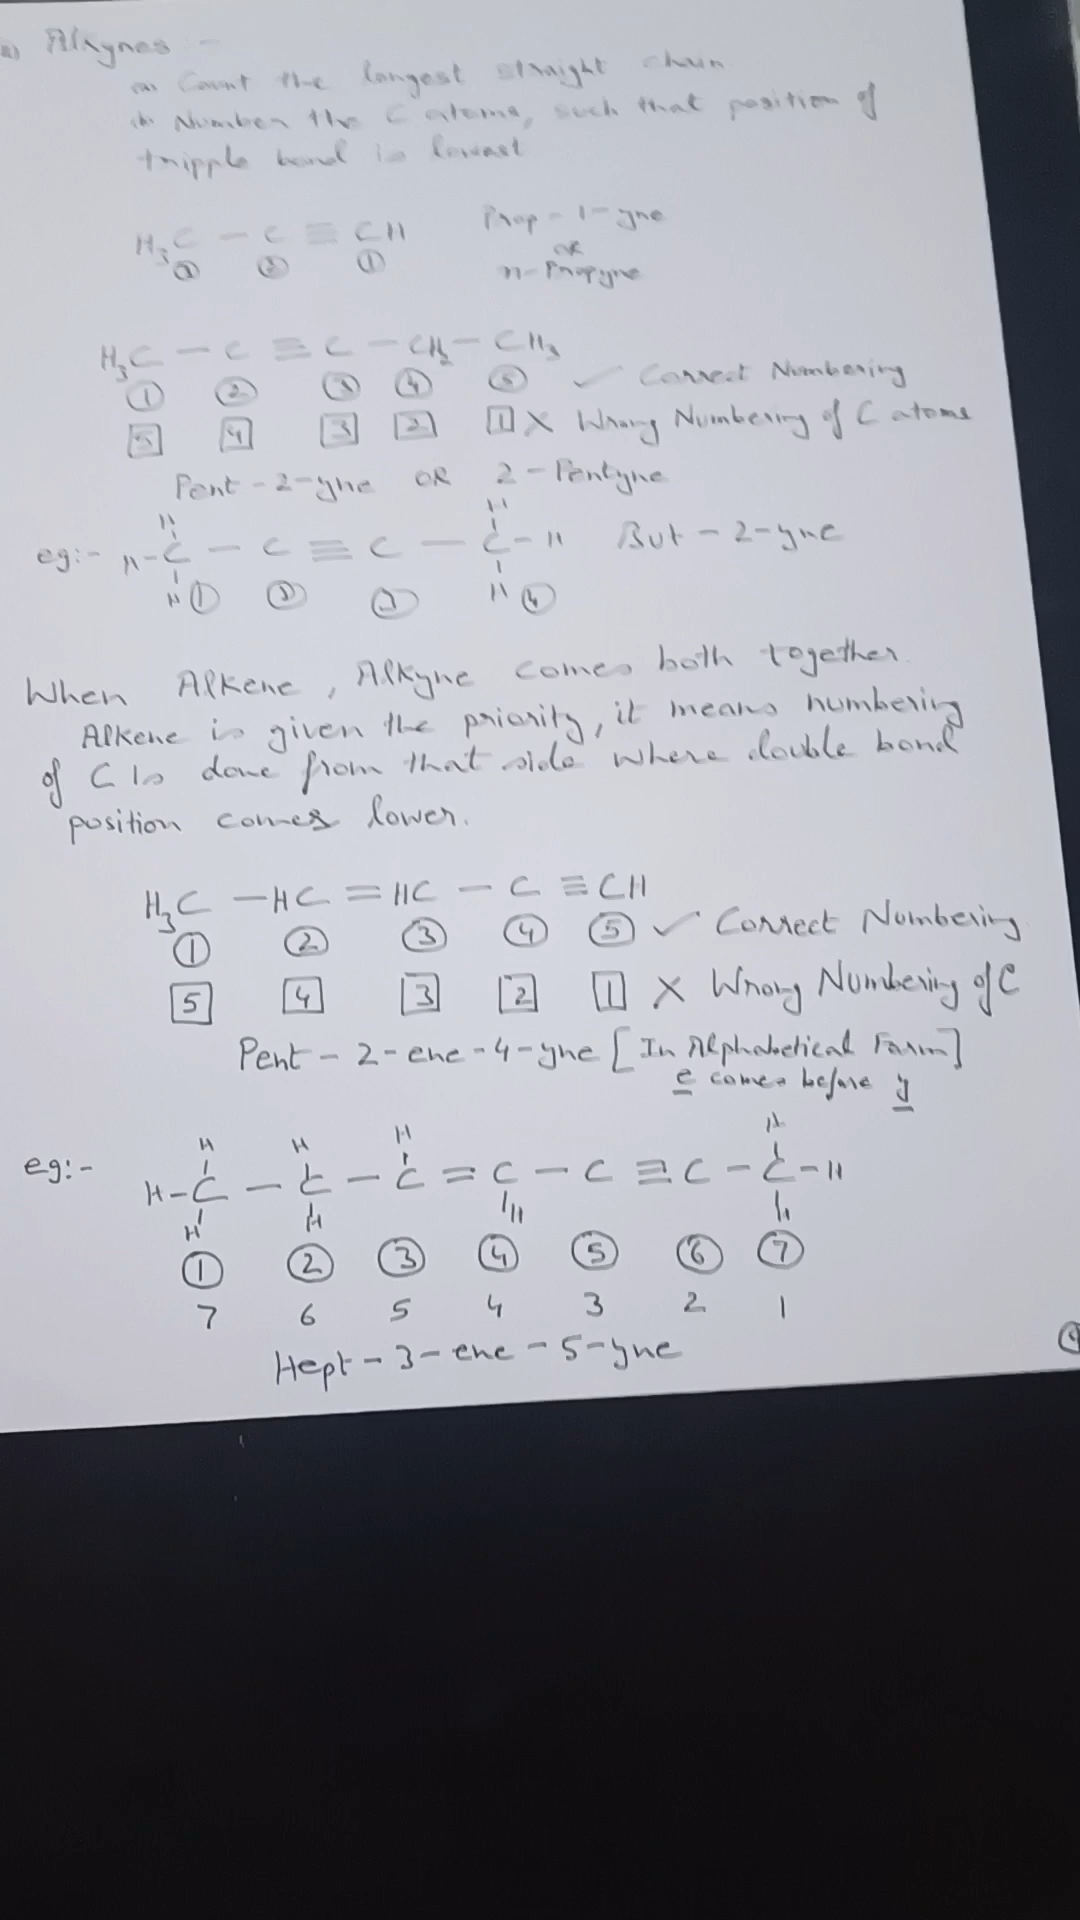 Alkynes -
Count the longest straight chain
Number the C atoms, such that position of
tripple bond is lowest
H₃C - C ≡ CH Prop - 1 - yne
③ ② ① OR
n - Propyne
H₃C - C ≡ C - CH₂ - CH₃
① ② ③ ④ ⑤ ✓ Correct Numbering
5 4 3 2 1 X Wrong Numbering of C atoms
Pent - 2 - yne OR 2 - Pentyne
H H
eg:- H - C - C ≡ C - C - H But - 2 - yne
H ① ② ③ H ④
When Alkene, Alkyne comes both together
Alkene is given the priority, it means numbering
of C is done from that side where double bond
position comes lower.
H₃C - HC = HC - C ≡ CH
① ② ③ ④ ⑤ ✓ Correct Numbering
5 4 3 2 1 X Wrong Numbering of C
Pent - 2 - ene - 4 - yne [In Alphabetical Form]
e comes before y
H H H H
eg:- H - C - C - C = C - C ≡ C - C - H
H H H H
① ② ③ ④ ⑤ ⑥ ⑦
7 6 5 4 3 2 1
Hept - 3 - ene - 5 - yne